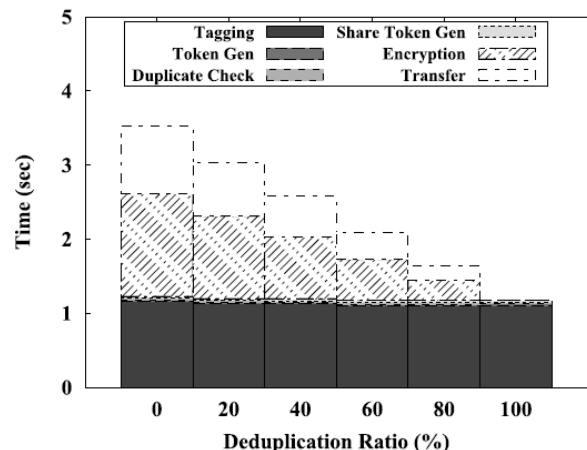 5
Tagging Share Token Gen
Token Gen Encryption
Duplicate Check Transfer
4
3
2
1
0
Time (sec)
0 20 40 60 80 100
Deduplication Ratio (%)